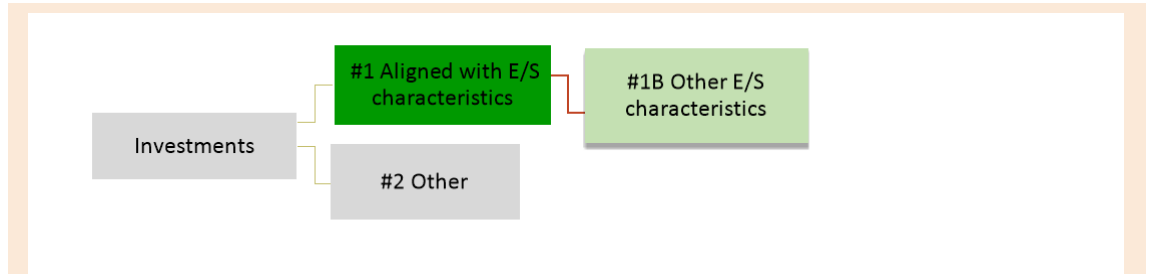 #1 Aligned with E/S
characteristics
#1B Other E/S
characteristics
Investments
#2 Other